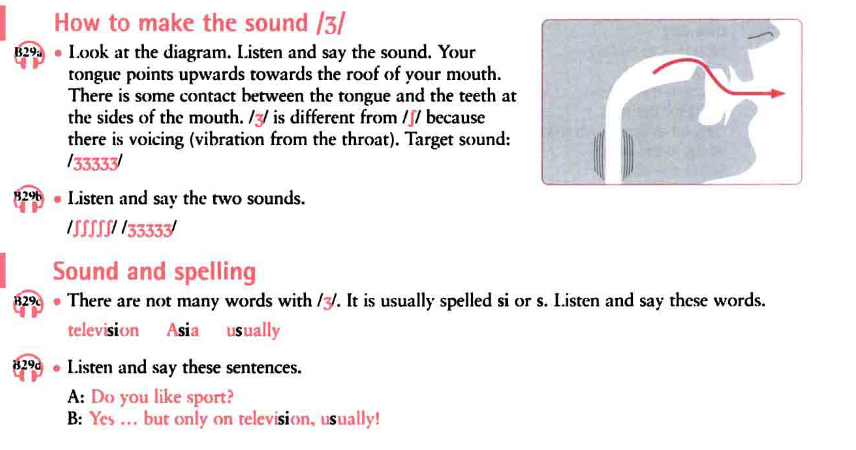 How to make the sound /ʒ/
B29a • Look at the diagram. Listen and say the sound. Your
tongue points upwards towards the roof of your mouth.
There is some contact between the tongue and the teeth at
the sides of the mouth. /ʒ/ is different from /ʃ/ because
there is voicing (vibration from the throat). Target sound:
/ʒʒʒʒʒ/
B29b • Listen and say the two sounds.
/ʃʃʃʃʃ/ /ʒʒʒʒʒ/
Sound and spelling
B29c • There are not many words with /ʒ/. It is usually spelled si or s. Listen and say these words.
television Asia usually
B29d • Listen and say these sentences.
A: Do you like sport?
B: Yes ... but only on television, usually!